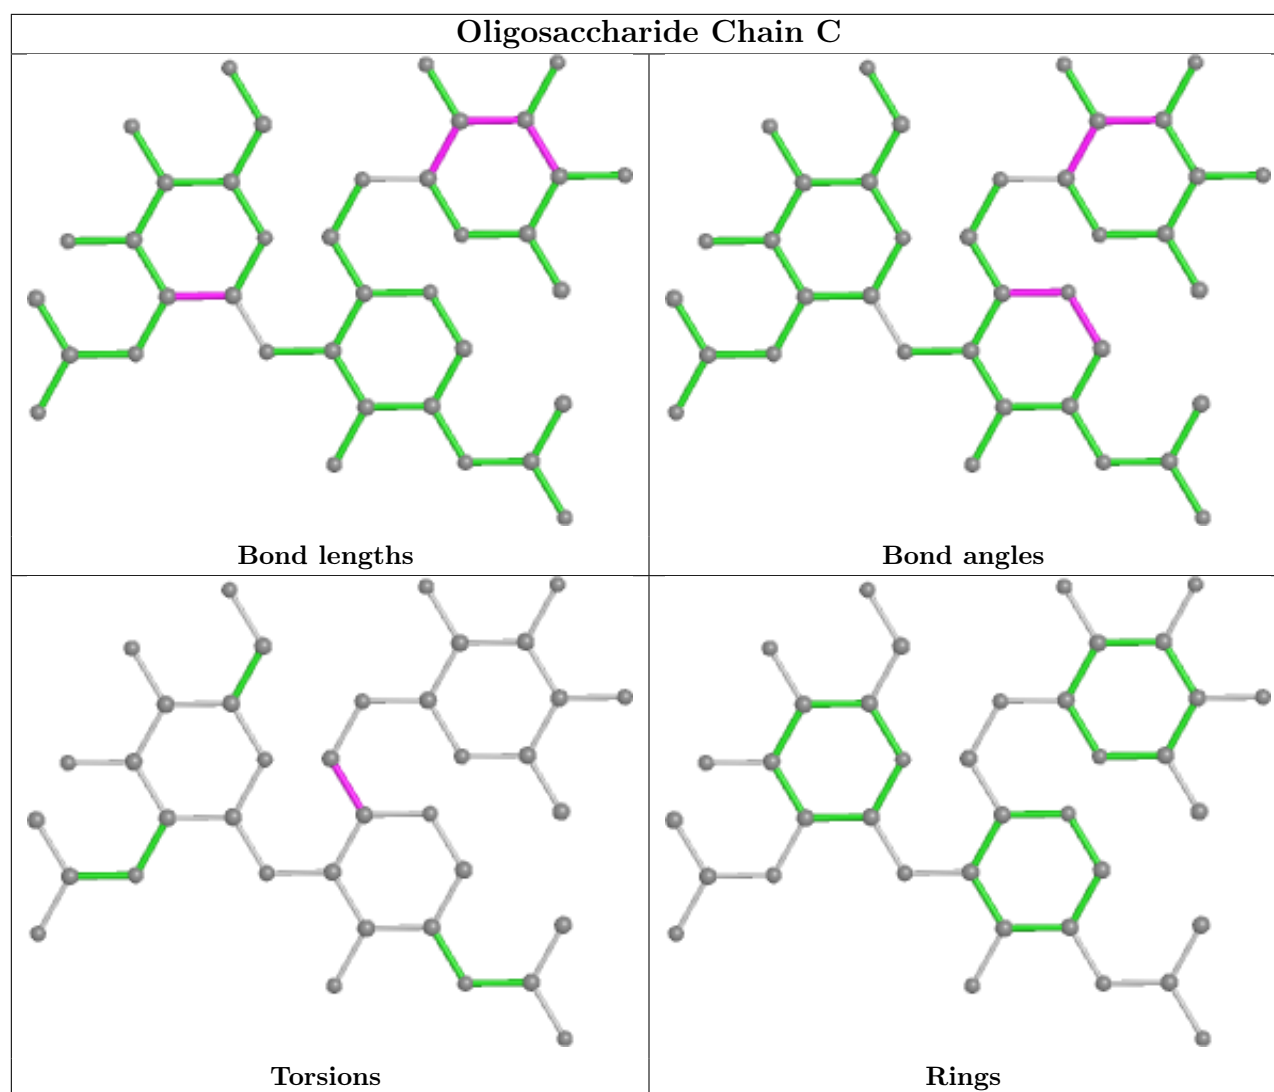 Oligosaccharide Chain C
Bond lengths
Bond angles
Torsions
Rings